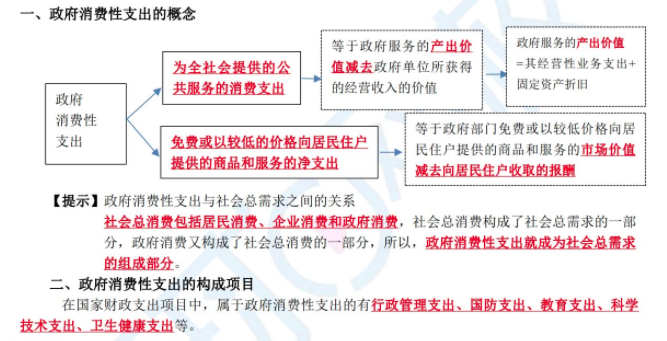 一、政府消费性支出的概念
政府
消费性
支出
为全社会提供的公
共服务的消费支出
等于政府服务的产出价
值减去政府单位所获得
的经营收入的价值
政府服务的产出价值
=其经营性业务支出+
固定资产折旧
免费或以较低的价格向居民住户
提供的商品和服务的净支出
等于政府部门免费或以较低价格向居
民住户提供的商品和服务的市场价值
减去向居民住户收取的报酬
【提示】政府消费性支出与社会总需求之间的关系
社会总消费包括居民消费、企业消费和政府消费，社会总消费构成了社会总需求的一部
分，政府消费又构成了社会总消费的一部分，所以，政府消费性支出就成为社会总需求
的组成部分。
二、政府消费性支出的构成项目
在国家财政支出项目中，属于政府消费性支出的有行政管理支出、国防支出、教育支出、科学
技术支出、卫生健康支出等。